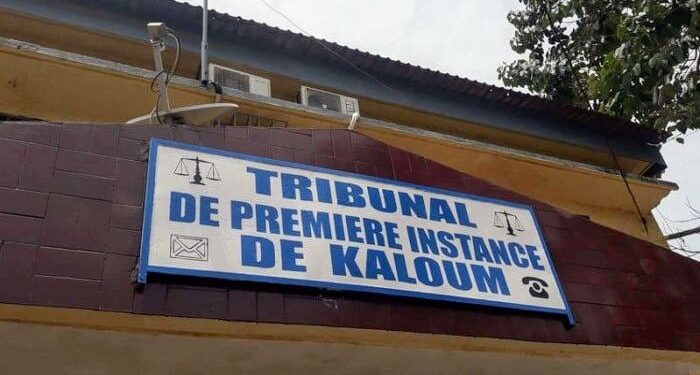 TRIBUNAL
DE PREMIERE INSTANCE
DE KALOUM